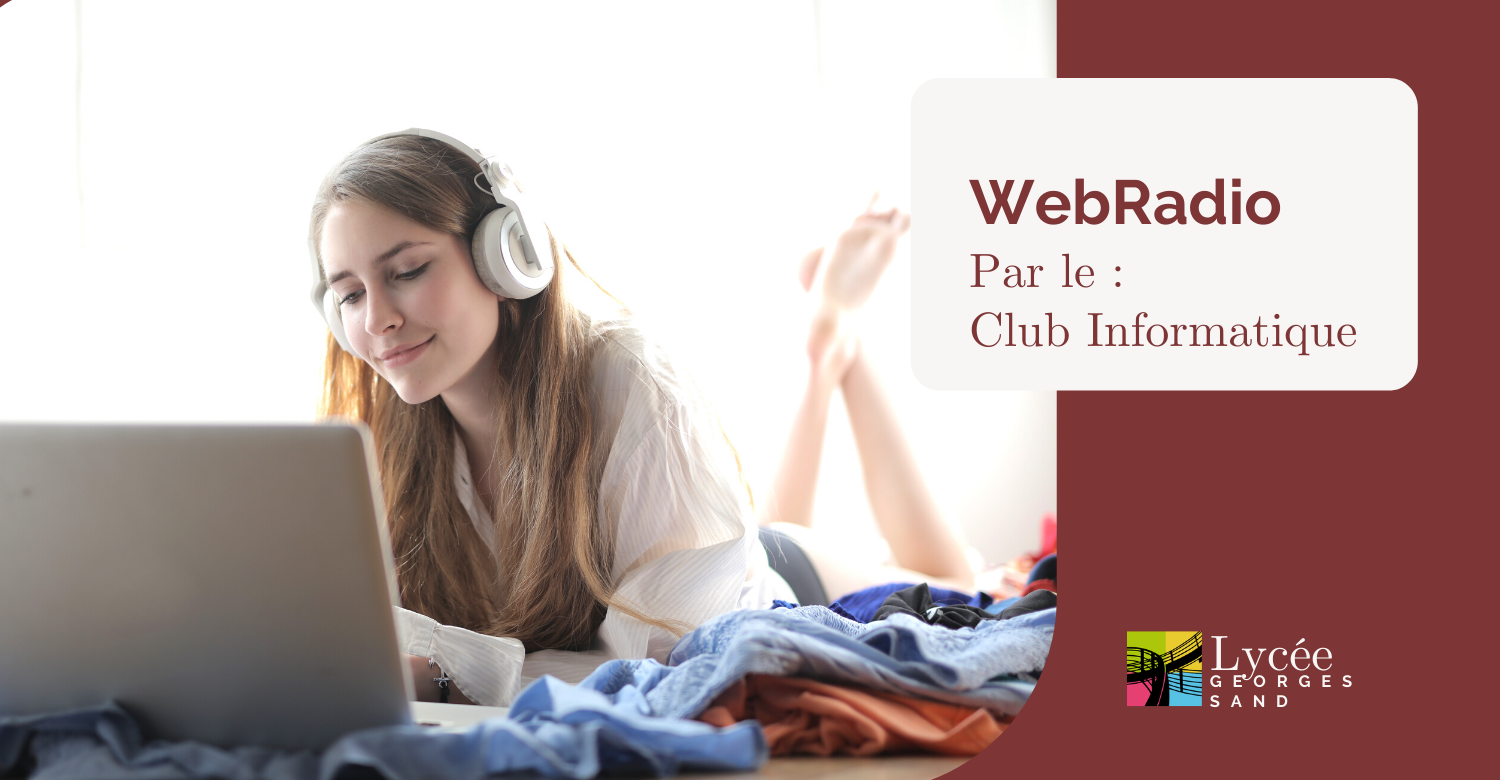 WebRadio
Par le :
Club Informatique
Lycée
GEORGES
SAND